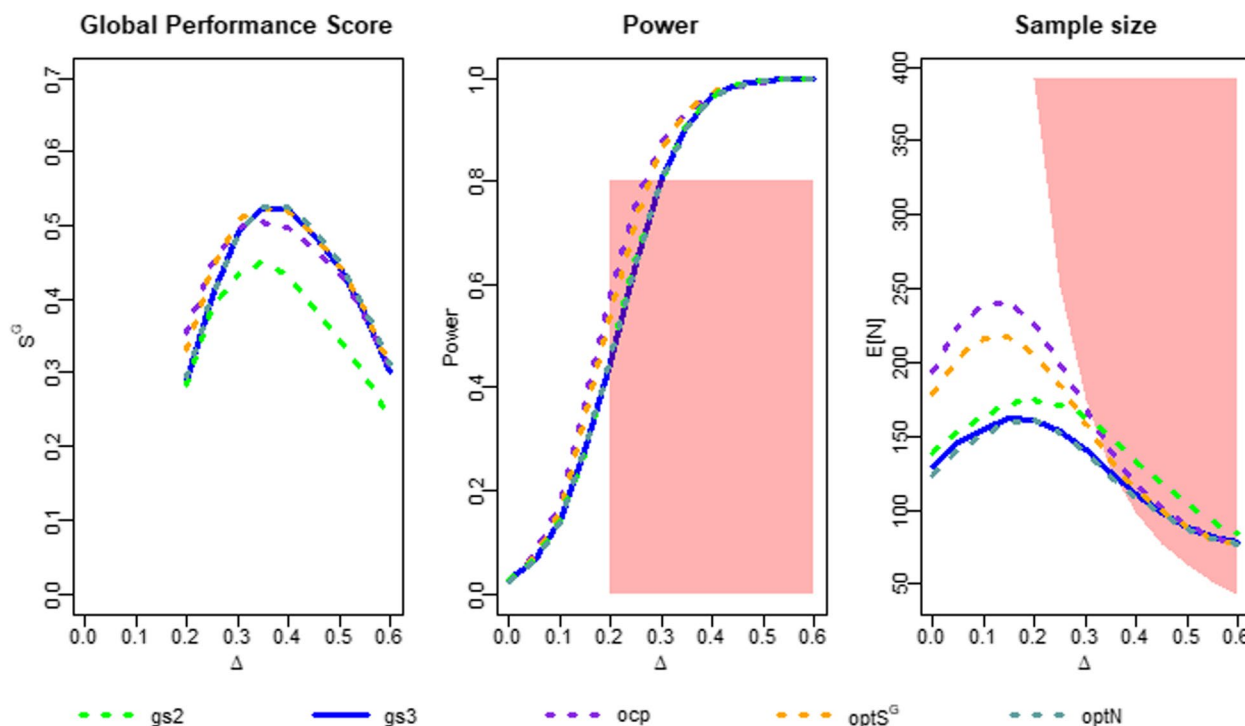 Global Performance Score
S^G
0.0 0.1 0.2 0.3 0.4 0.5 0.6 0.7
0.0 0.1 0.2 0.3 0.4 0.5 0.6
Δ
Power
Power
0.0 0.2 0.4 0.6 0.8 1.0
0.0 0.1 0.2 0.3 0.4 0.5 0.6
Δ
Sample size
E[N]
50 100 150 200 250 300 350 400
0.0 0.1 0.2 0.3 0.4 0.5 0.6
Δ
gs2 gs3 ocp optS^G optN